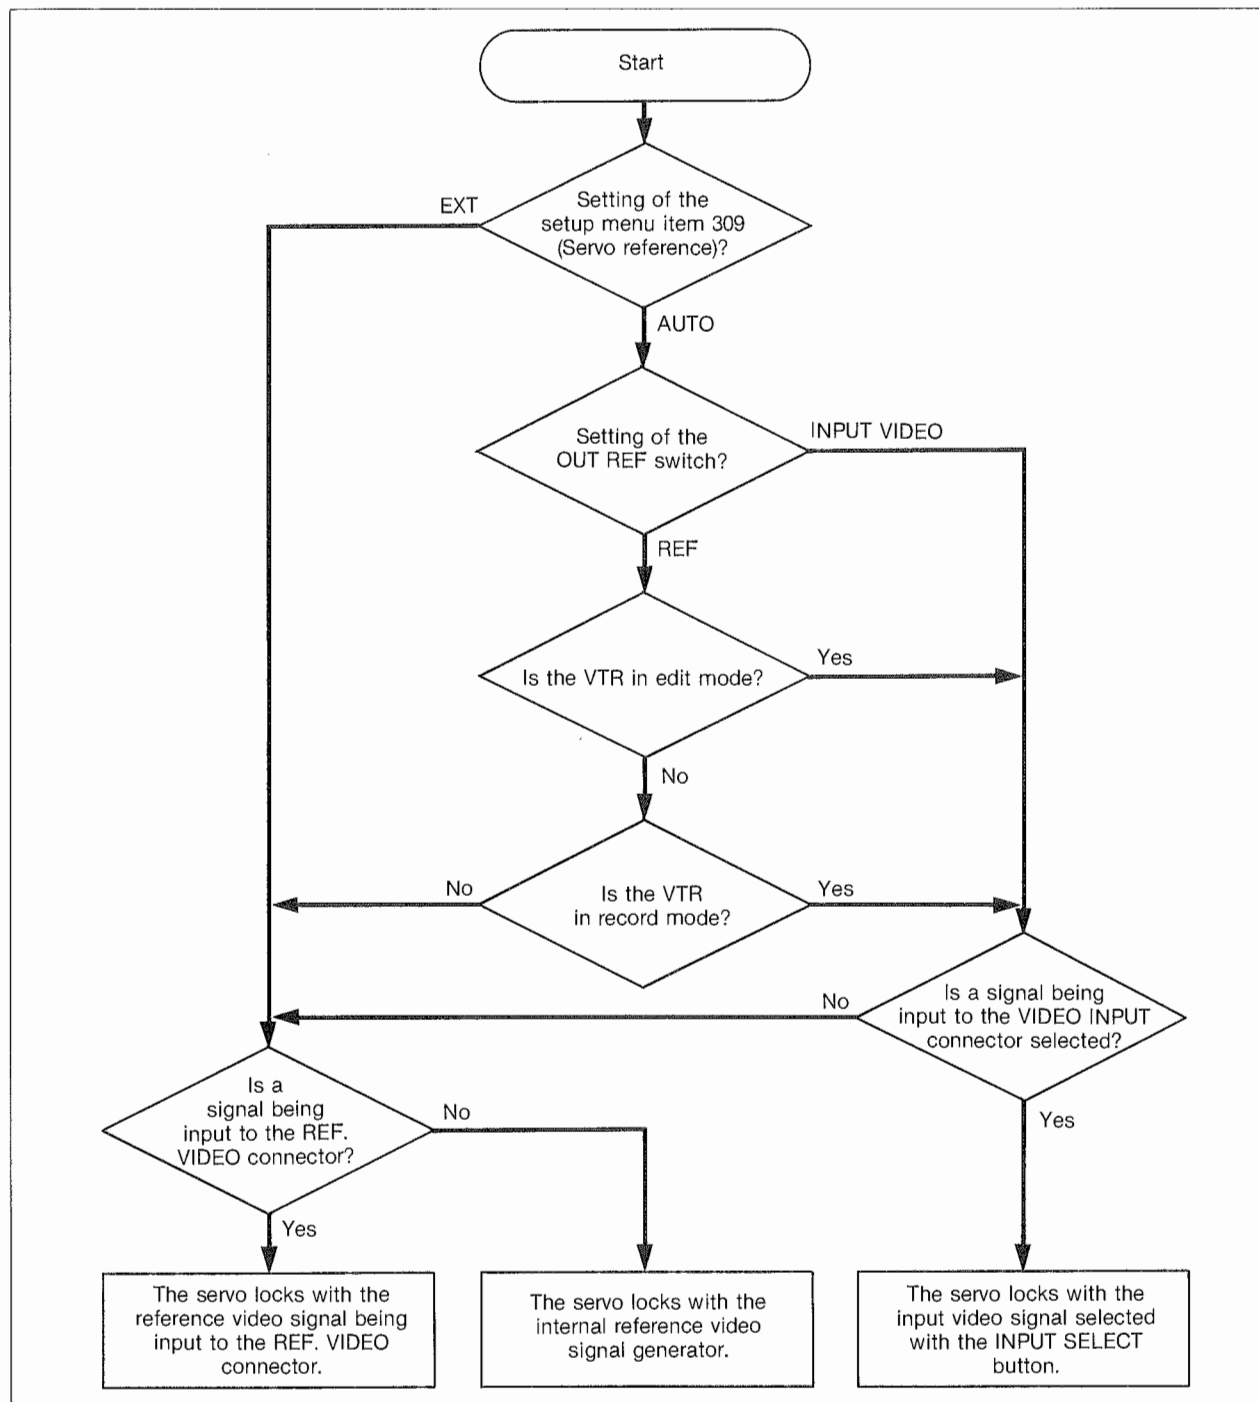 Start
EXT
Setting of the
setup menu item 309
(Servo reference)?
AUTO
Setting of the
OUT REF switch?
INPUT VIDEO
REF
Is the VTR in edit mode?
Yes
No
No
Is the VTR
in record mode?
Yes
No
Is a signal being
input to the VIDEO INPUT
connector selected?
Is a
signal being
input to the REF.
VIDEO connector?
No
Yes
Yes
The servo locks with the
reference video signal being
input to the REF. VIDEO
connector.
The servo locks with the
internal reference video
signal generator.
The servo locks with the
input video signal selected
with the INPUT SELECT
button.